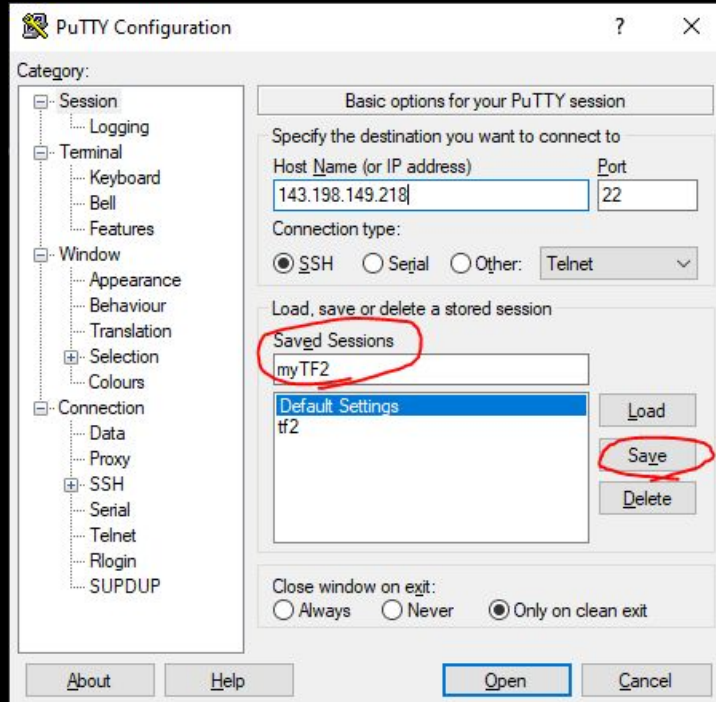 PuTTY Configuration
?
Category:
Session
Logging
Terminal
Keyboard
Bell
Features
Window
Appearance
Behaviour
Translation
Selection
Colours
Connection
Data
Proxy
SSH
Serial
Telnet
Rlogin
SUPDUP
Basic options for your PuTTY session
Specify the destination you want to connect to
Host Name (or IP address) Port
143.198.149.218 22
Connection type:
SSH Serial Other: Telnet
Load, save or delete a stored session
Saved Sessions
myTF2
Default Settings
tf2
Load
Save
Delete
Close window on exit:
Always Never Only on clean exit
About Help Open Cancel